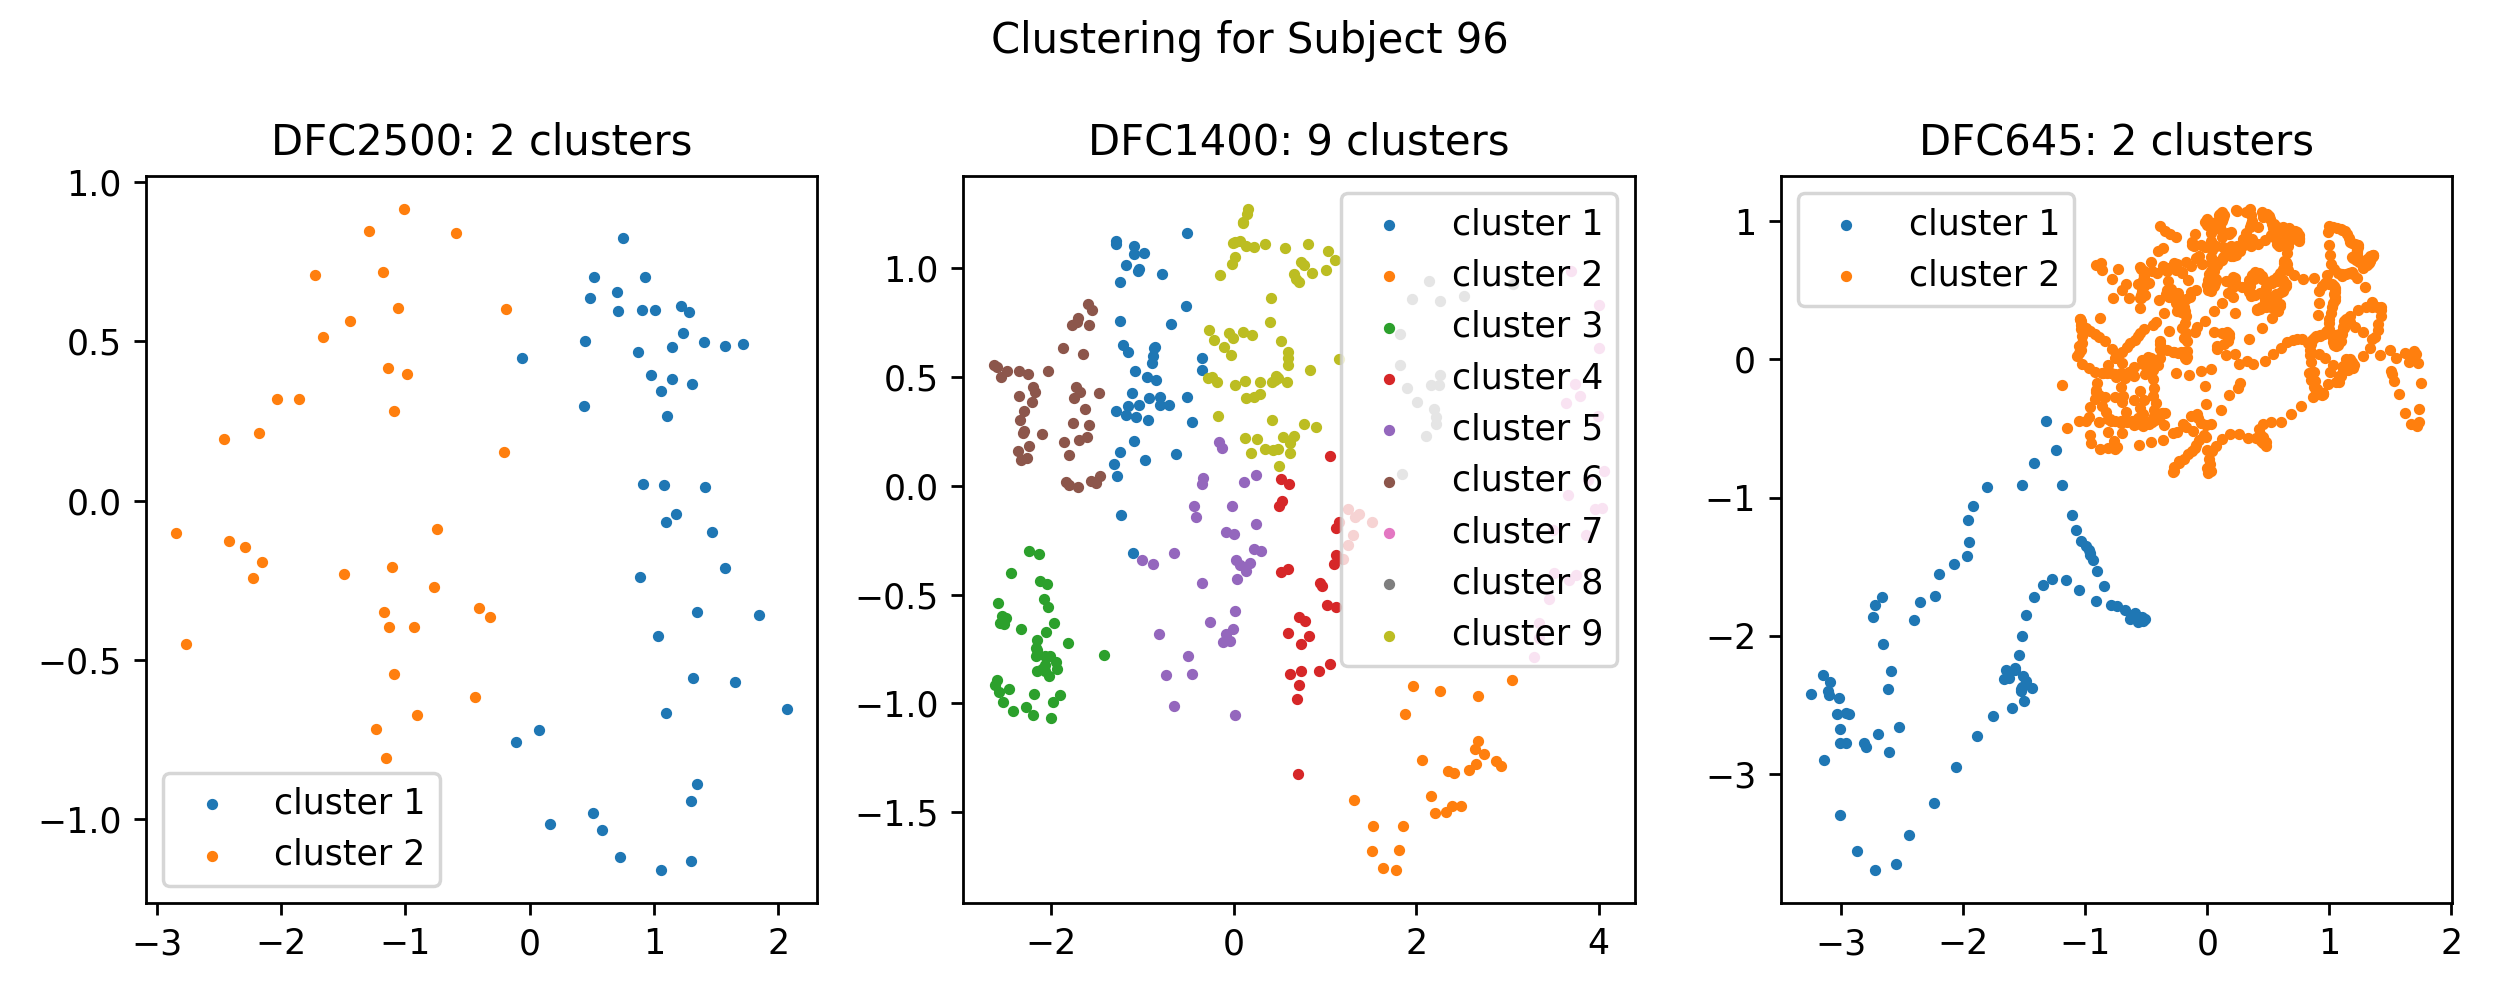 Clustering for Subject 96
DFC2500: 2 clusters
1.0
0.5
0.0
−0.5
−1.0
cluster 1
cluster 2
−3 −2 −1 0 1 2
DFC1400: 9 clusters
1.0
0.5
0.0
−0.5
−1.0
−1.5
cluster 1
cluster 2
cluster 3
cluster 4
cluster 5
cluster 6
cluster 7
cluster 8
cluster 9
−2 0 2 4
DFC645: 2 clusters
1
0
−1
−2
−3
cluster 1
cluster 2
−3 −2 −1 0 1 2